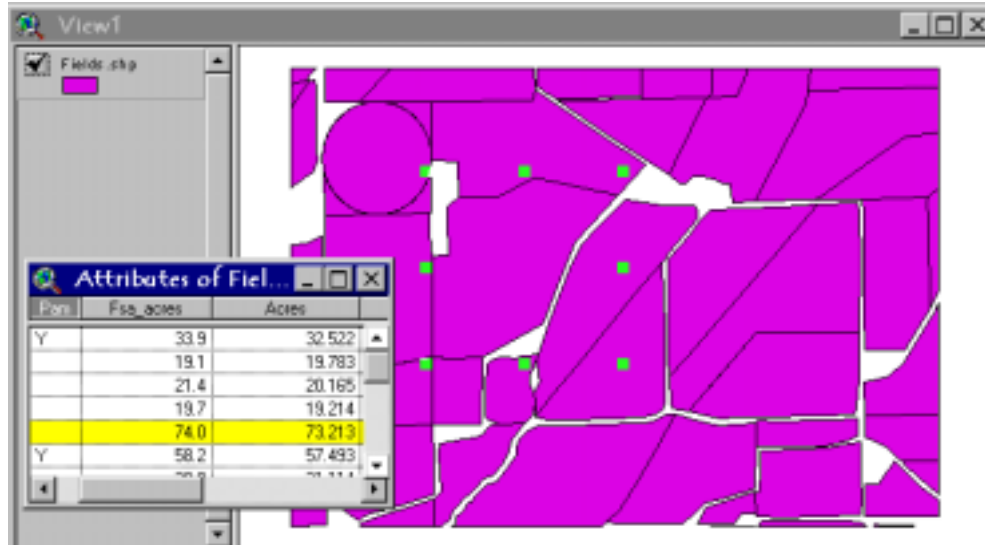 View1
Fields.shp
Attributes of Fiel...
Fsa_acres Acres
Y 33.9 32.522
19.1 19.783
21.4 20.165
19.7 19.214
74.0 73.213
Y 58.2 57.493